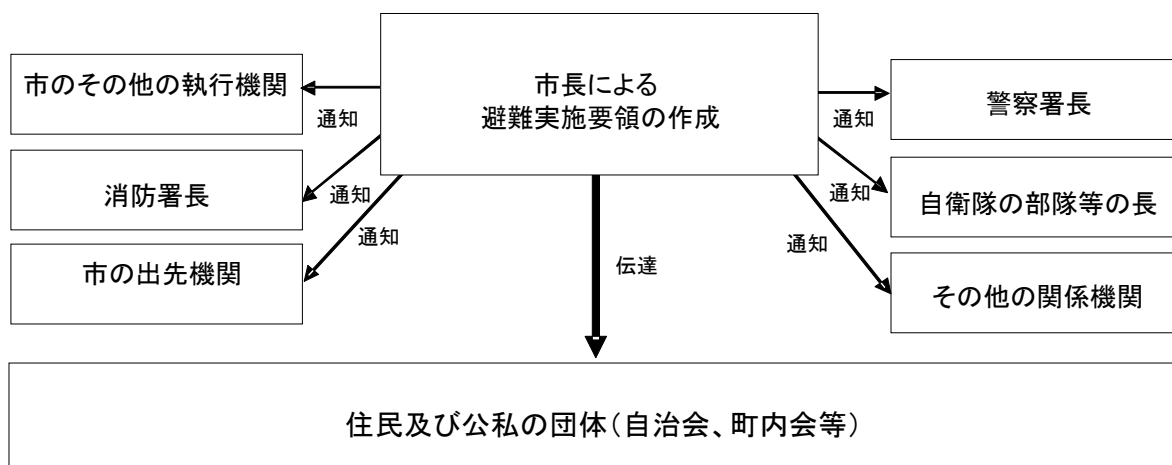 市長による
避難実施要領の作成
市のその他の執行機関
通知
消防署長
通知
市の出先機関
通知
警察署長
通知
自衛隊の部隊等の長
通知
その他の関係機関
通知
伝達
住民及び公私の団体(自治会、町内会等)